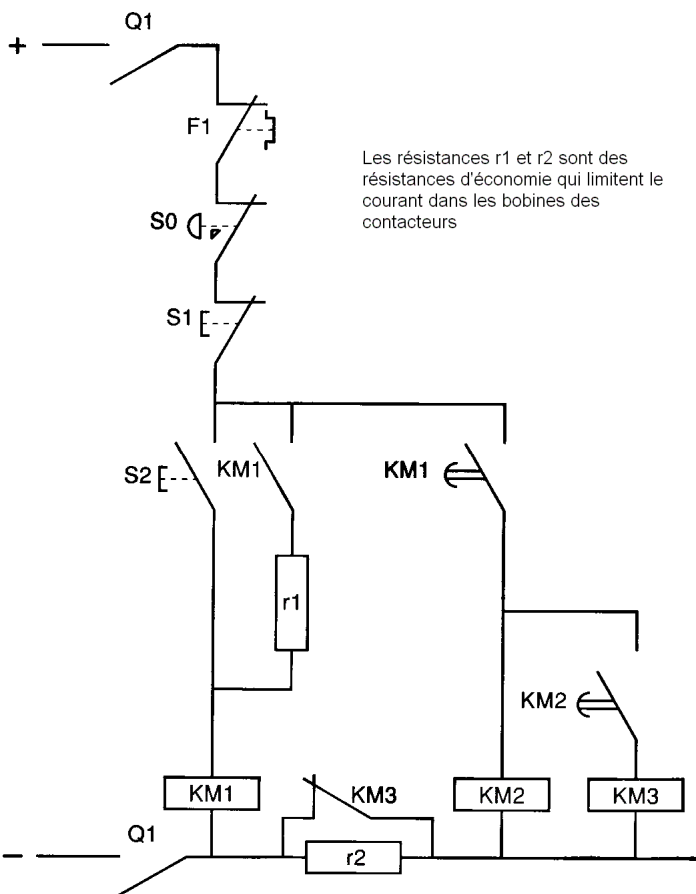 Q1
+
F1
Les résistances r1 et r2 sont des
résistances d'économie qui limitent le
courant dans les bobines des
contacteurs
S0
S1
S2
KM1
KM1
r1
KM2
KM1
KM3
KM2
KM3
Q1
-
r2